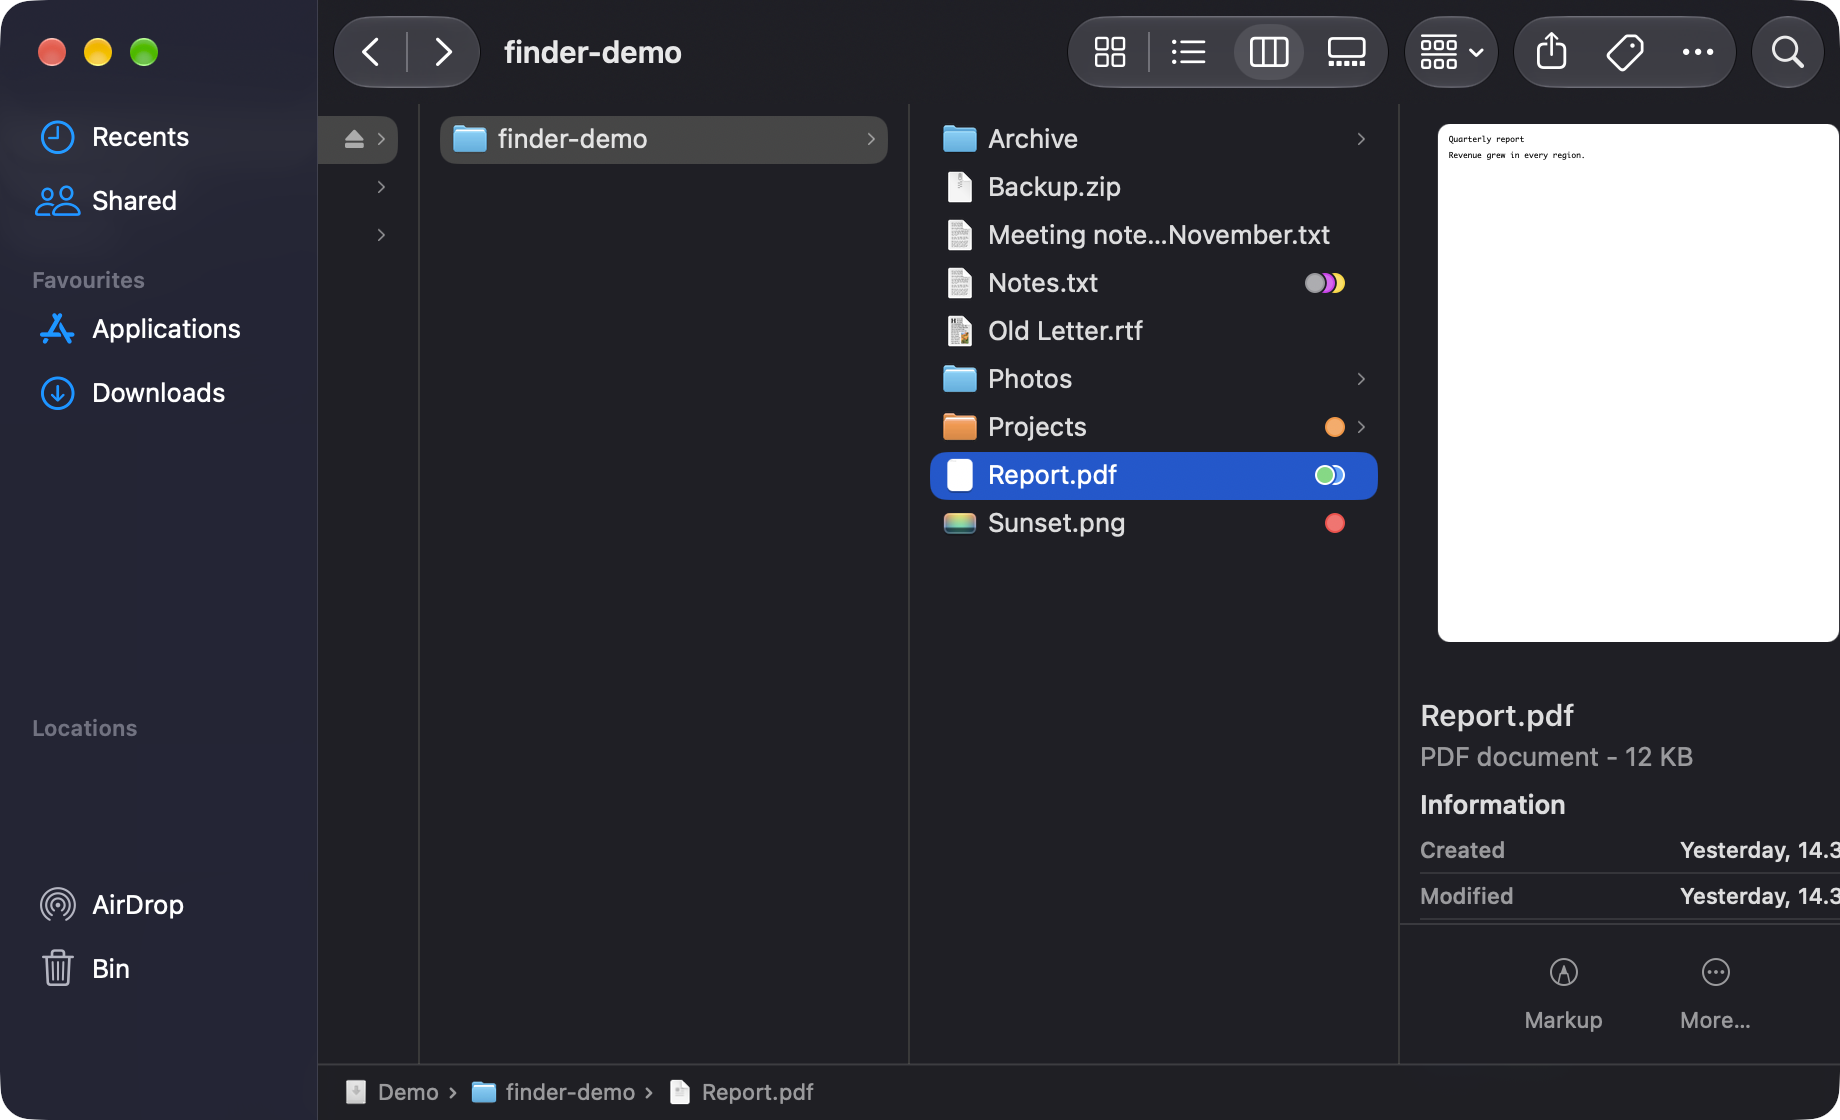 finder-demo
Recents
Shared
Favourites
Applications
Downloads
Locations
AirDrop
Bin
finder-demo
Archive
Backup.zip
Meeting note...November.txt
Notes.txt
Old Letter.rtf
Photos
Projects
Report.pdf
Sunset.png
Quarterly report
Revenue grew in every region.
Report.pdf
PDF document - 12 KB
Information
Created Yesterday, 14.3
Modified Yesterday, 14.3
Markup
More...
Demo › finder-demo › Report.pdf